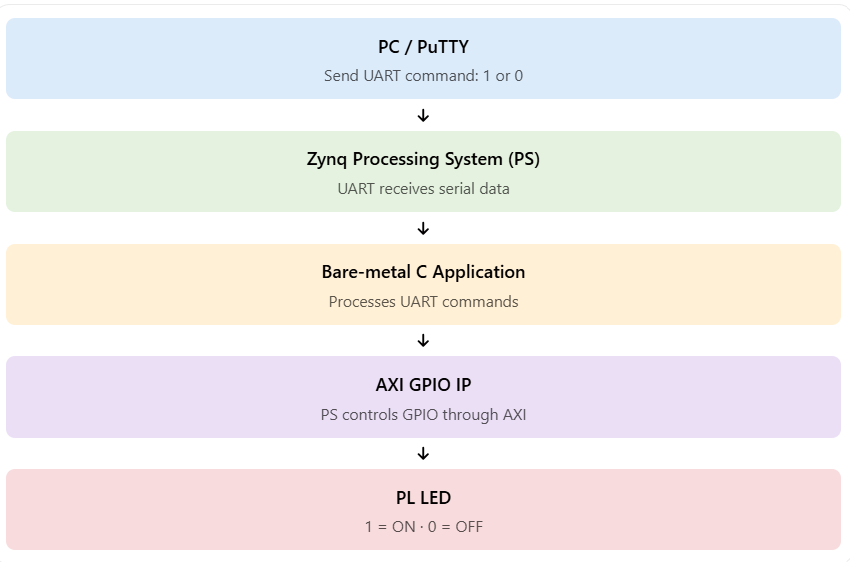 PC / PuTTY
Send UART command: 1 or 0
Zynq Processing System (PS)
UART receives serial data
Bare-metal C Application
Processes UART commands
AXI GPIO IP
PS controls GPIO through AXI
PL LED
1 = ON · 0 = OFF